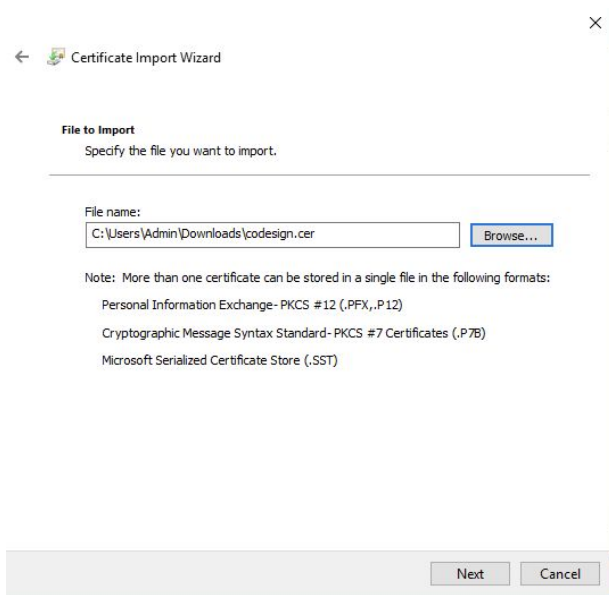 Certificate Import Wizard
File to Import
Specify the file you want to import.
File name:
C:\Users\Admin\Downloads\codesign.cer
Browse...
Note: More than one certificate can be stored in a single file in the following formats:
Personal Information Exchange- PKCS #12 (.PFX,.P12)
Cryptographic Message Syntax Standard- PKCS #7 Certificates (.P7B)
Microsoft Serialized Certificate Store (.SST)
Next
Cancel